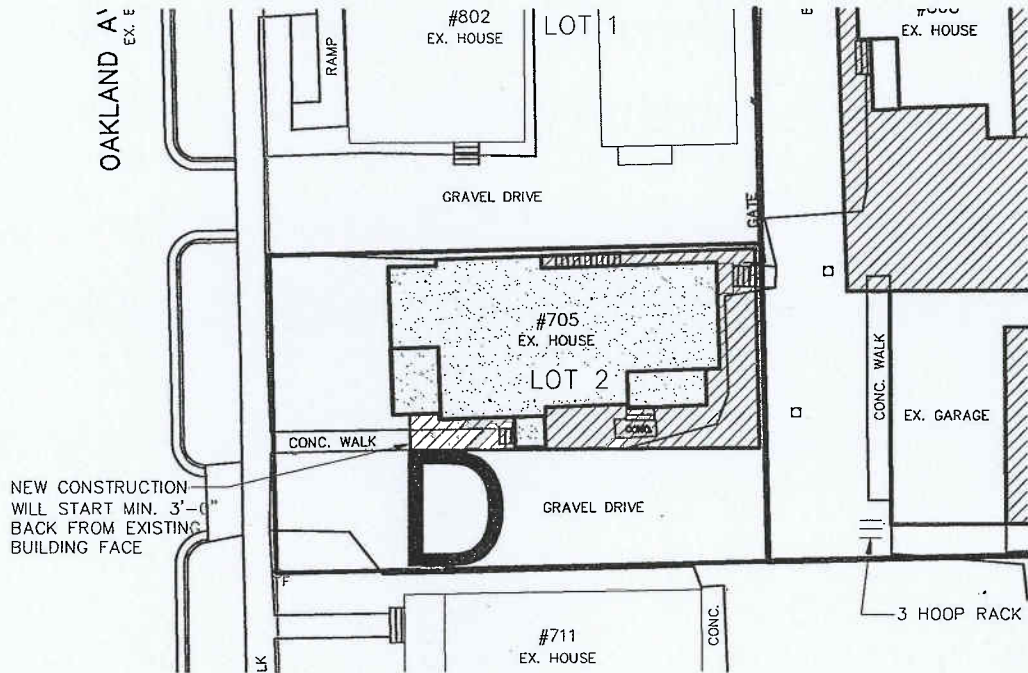 OAKLAND AV
EX. E
RAMP
#802
EX. HOUSE
LOT 1
E
EX. HOUSE
GRAVEL DRIVE
GATE
#705
EX. HOUSE
LOT 2
CONC. WALK
CONC.
CONC. WALK
EX. GARAGE
NEW CONSTRUCTION
WILL START MIN. 3'-0"
BACK FROM EXISTING
BUILDING FACE
D
GRAVEL DRIVE
F
3 HOOP RACK
#711
EX. HOUSE
CONC.
LK